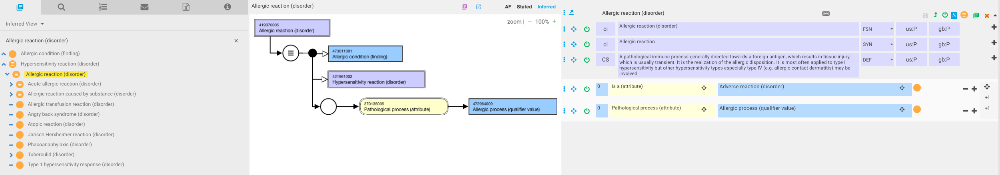 Inferred View
Allergic reaction (disorder)
Allergic condition (finding)
Hypersensitivity reaction (disorder)
Allergic reaction (disorder)
Acute allergic reaction (disorder)
Allergic reaction caused by substance (disorder)
Allergic transfusion reaction (disorder)
Angry back syndrome (disorder)
Atopic reaction (disorder)
Jarisch Herxheimer reaction (disorder)
Phacoanaphylaxis (disorder)
Tuberculid (disorder)
Type 1 hypersensitivity response (disorder)
Allergic reaction (disorder)
AF Stated Inferred
zoom | − 100% +
419076005
Allergic reaction (disorder)
473011001
Allergic condition (finding)
421961002
Hypersensitivity reaction (disorder)
370135005
Pathological process (attribute)
472964009
Allergic process (qualifier value)
Allergic reaction (disorder)
S
ci Allergic reaction (disorder) FSN us:P gb:P
ci Allergic reaction SYN us:P gb:P
CS A pathological immune process generally directed towards a foreign antigen, which results in tissue injury,
which is usually transient. It is the realization of the allergic disposition. It is most often applied to type I
hypersensitivity but other hypersensitivity types especially type IV (e.g. allergic contact dermatitis) may be
involved.
DEF us:P gb:P
0 Is a (attribute) Adverse reaction (disorder)
+1
0 Pathological process (attribute) Allergic process (qualifier value) +1